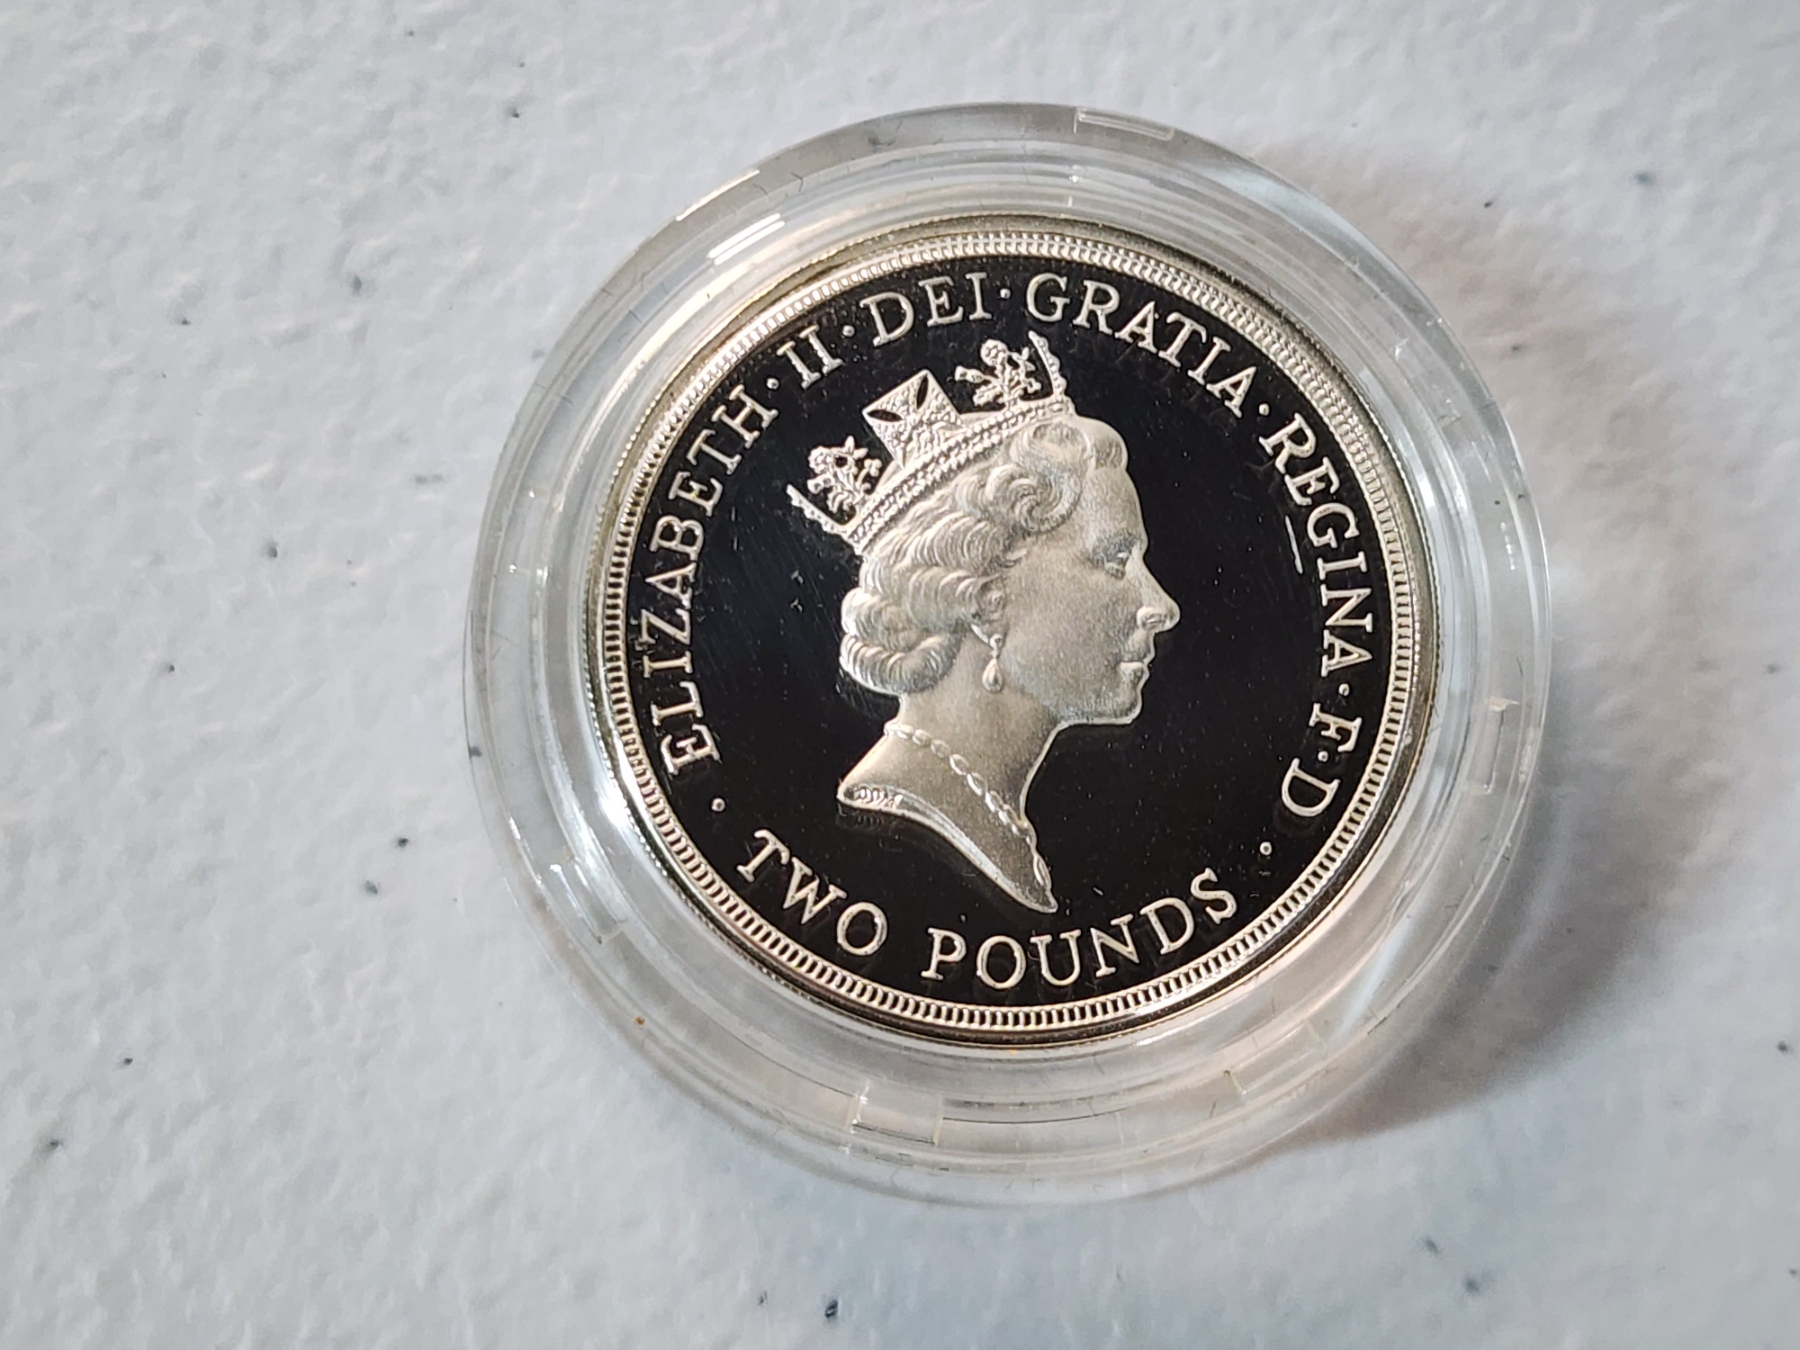 ELIZABETH · II · DEI · GRATIA · REGINA · F · D ·
TWO POUNDS ·